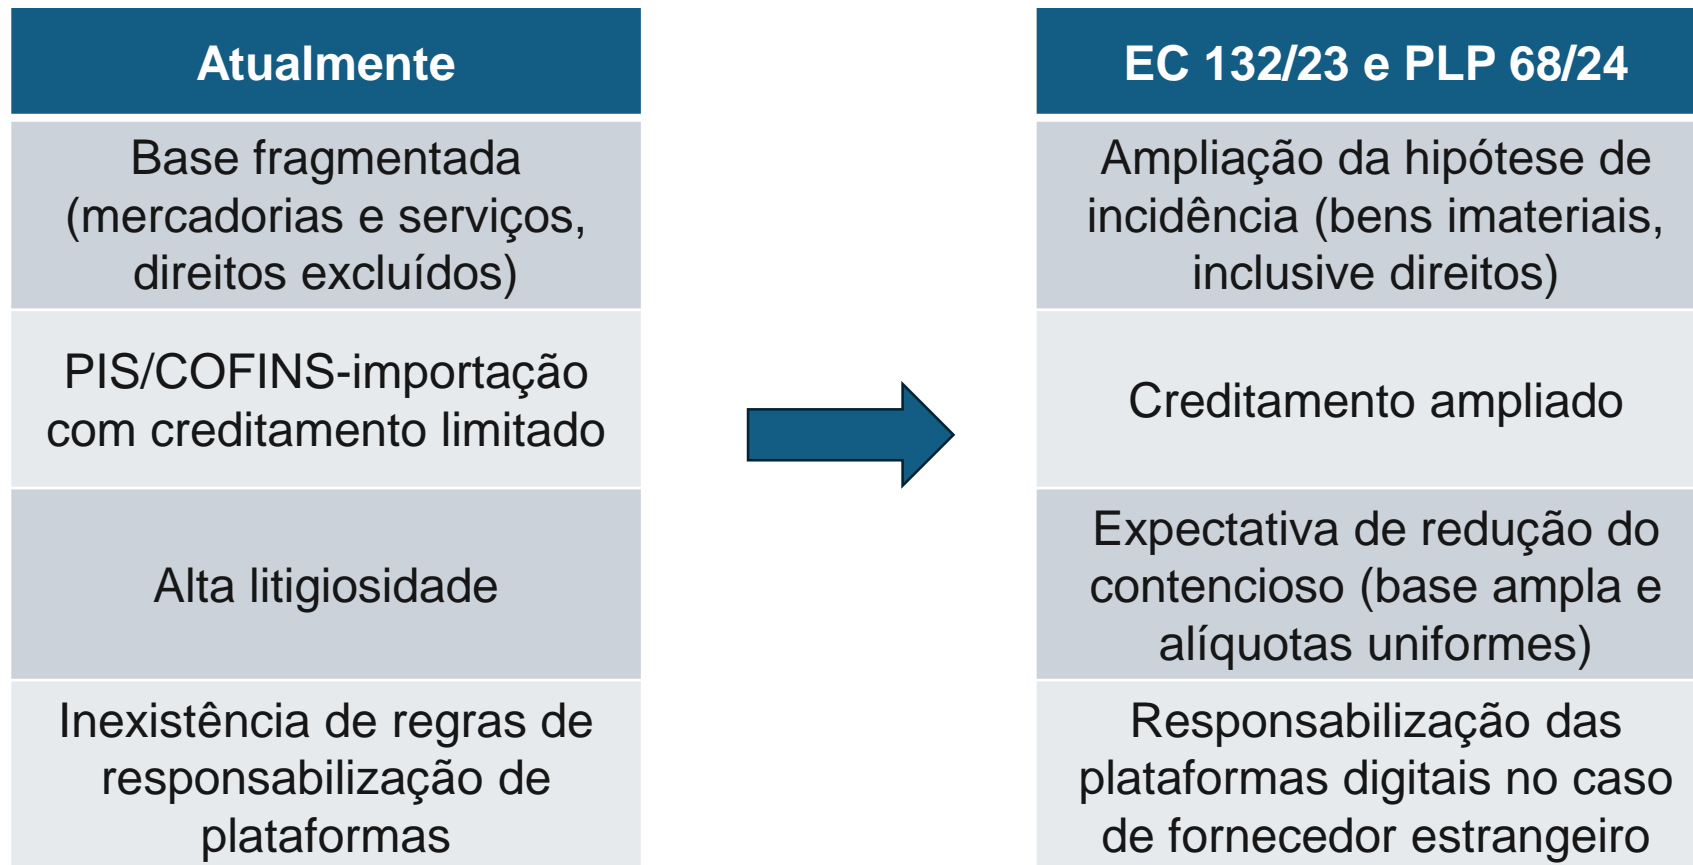 Atualmente
Base fragmentada
(mercadorias e serviços,
direitos excluídos)
PIS/COFINS-importação
com creditamento limitado
Alta litigiosidade
Inexistência de regras de
responsabilização de
plataformas
EC 132/23 e PLP 68/24
Ampliação da hipótese de
incidência (bens imateriais,
inclusive direitos)
Creditamento ampliado
Expectativa de redução do
contencioso (base ampla e
alíquotas uniformes)
Responsabilização das
plataformas digitais no caso
de fornecedor estrangeiro